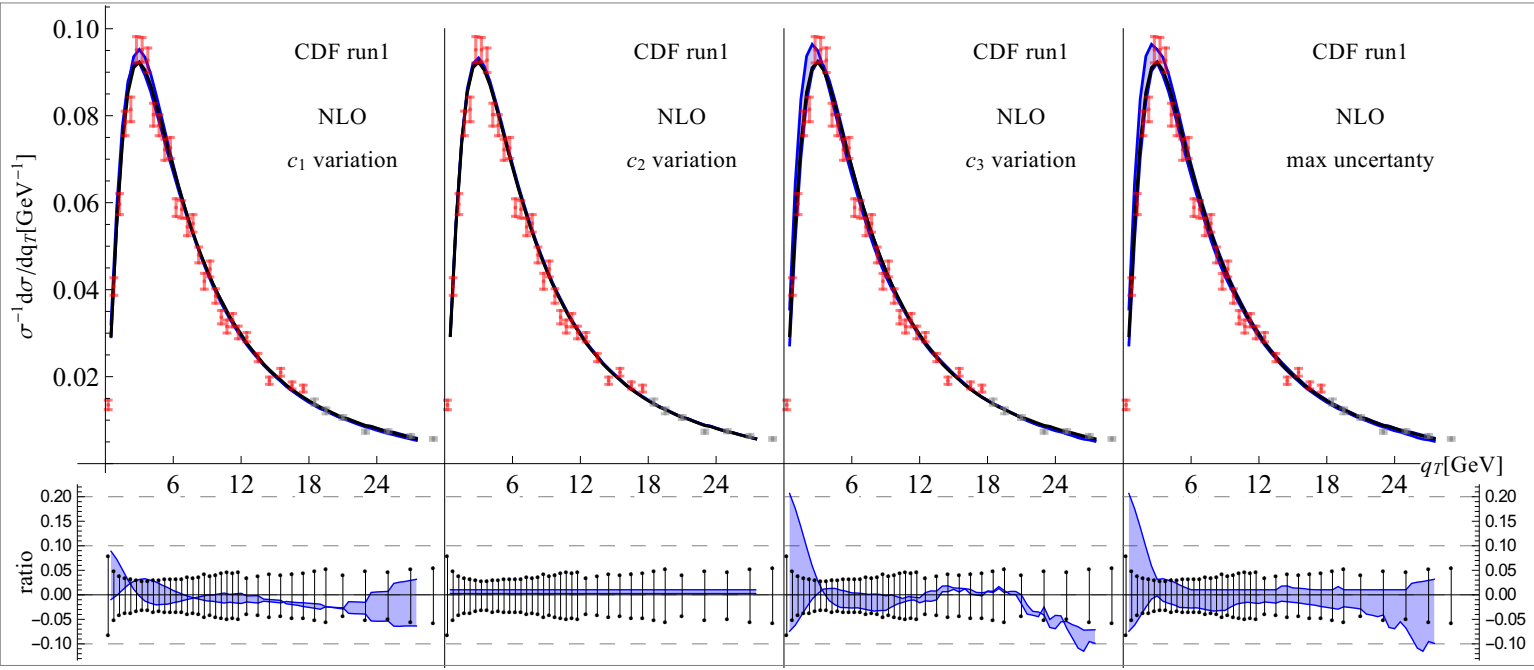 0.10
0.08
0.06
0.04
0.02
σ⁻¹dσ/dq_T[GeV⁻¹]
CDF run1
NLO
c₁ variation
CDF run1
NLO
c₂ variation
CDF run1
NLO
c₃ variation
CDF run1
NLO
max uncertanty
6 12 18 24
6 12 18 24
6 12 18 24
6 12 18 24
q_T[GeV]
ratio
0.20
0.15
0.10
0.05
0.00
−0.05
−0.10
0.20
0.15
0.10
0.05
0.00
−0.05
−0.10